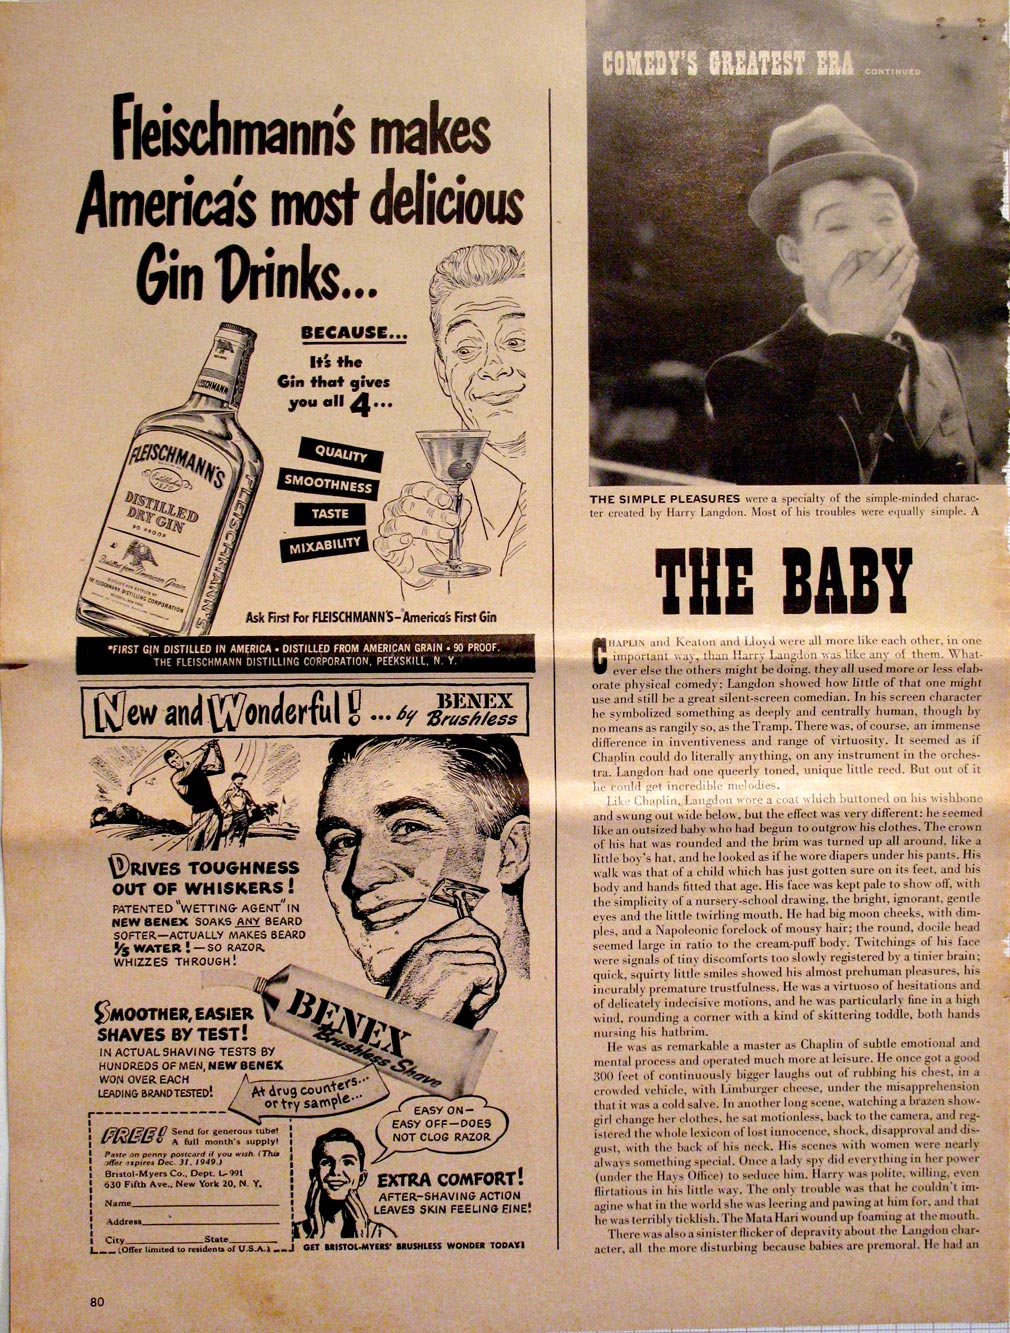 Fleischmann's makes
America's most delicious
Gin Drinks...
BECAUSE...
It's the
Gin that gives
you all 4...
QUALITY
SMOOTHNESS
TASTE
MIXABILITY
FLEISCHMANN
FLEISCHMANN'S
DISTILLED
DRY GIN
90 PROOF
Distilled from American Grain
THE FLEISCHMANN DISTILLING CORPORATION
FLEISCHMANN'S
Ask First For FLEISCHMANN'S—*America's First Gin
*FIRST GIN DISTILLED IN AMERICA • DISTILLED FROM AMERICAN GRAIN • 90 PROOF.
THE FLEISCHMANN DISTILLING CORPORATION, PEEKSKILL, N. Y.
New and Wonderful! ... by BENEX
Brushless
DRIVES TOUGHNESS
OUT OF WHISKERS!
PATENTED "WETTING AGENT" IN
NEW BENEX SOAKS ANY BEARD
SOFTER—ACTUALLY MAKES BEARD
1/5 WATER!—SO RAZOR
WHIZZES THROUGH!
SMOOTHER, EASIER
SHAVES BY TEST!
IN ACTUAL SHAVING TESTS BY
HUNDREDS OF MEN, NEW BENEX
WON OVER EACH
LEADING BRAND TESTED!
BENEX
Brushless Shave
At drug counters...
or try sample...
FREE! Send for generous tube!
A full month's supply!
Paste on penny postcard if you wish. (This
offer expires Dec. 31, 1949.)
Bristol-Myers Co., Dept. L-991
630 Fifth Ave., New York 20, N. Y.
Name
Address
City State
(Offer limited to residents of U.S.A.)
EASY ON—
EASY OFF—DOES
NOT CLOG RAZOR
EXTRA COMFORT!
AFTER-SHAVING ACTION
LEAVES SKIN FEELING FINE!
GET BRISTOL-MYERS' BRUSHLESS WONDER TODAY!
80
COMEDY'S GREATEST ERA CONTINUED
THE SIMPLE PLEASURES were a specialty of the simple-minded charac-
ter created by Harry Langdon. Most of his troubles were equally simple. A
THE BABY
CHAPLIN and Keaton and Lloyd were all more like each other, in one
important way, than Harry Langdon was like any of them. What-
ever else the others might be doing, they all used more or less elab-
orate physical comedy; Langdon showed how little of that one might
use and still be a great silent-screen comedian. In his screen character
he symbolized something as deeply and centrally human, though by
no means as rangily so, as the Tramp. There was, of course, an immense
difference in inventiveness and range of virtuosity. It seemed as if
Chaplin could do literally anything, on any instrument in the orches-
tra. Langdon had one queerly toned, unique little reed. But out of it
he could get incredible melodies.
Like Chaplin, Langdon wore a coat which buttoned on his wishbone
and swung out wide below, but the effect was very different: he seemed
like an outsized baby who had begun to outgrow his clothes. The crown
of his hat was rounded and the brim was turned up all around, like a
little boy's hat, and he looked as if he wore diapers under his pants. His
walk was that of a child which has just gotten sure on its feet, and his
body and hands fitted that age. His face was kept pale to show off, with
the simplicity of a nursery-school drawing, the bright, ignorant, gentle
eyes and the little twirling mouth. He had big moon cheeks, with dim-
ples, and a Napoleonic forelock of mousy hair; the round, docile head
seemed large in ratio to the cream-puff body. Twitchings of his face
were signals of tiny discomforts too slowly registered by a tinier brain;
quick, squirty little smiles showed his almost prehuman pleasures, his
incurably premature trustfulness. He was a virtuoso of hesitations and
of delicately indecisive motions, and he was particularly fine in a high
wind, rounding a corner with a kind of skittering toddle, both hands
nursing his hatbrim.
He was as remarkable a master as Chaplin of subtle emotional and
mental process and operated much more at leisure. He once got a good
300 feet of continuously bigger laughs out of rubbing his chest, in a
crowded vehicle, with Limburger cheese, under the misapprehension
that it was a cold salve. In another long scene, watching a brazen show-
girl change her clothes, he sat motionless, back to the camera, and reg-
istered the whole lexicon of lost innocence, shock, disapproval and dis-
gust, with the back of his neck. His scenes with women were nearly
always something special. Once a lady spy did everything in her power
(under the Hays Office) to seduce him. Harry was polite, willing, even
flirtatious in his little way. The only trouble was that he couldn't im-
agine what in the world she was leering and pawing at him for, and that
he was terribly ticklish. The Mata Hari wound up foaming at the mouth.
There was also a sinister flicker of depravity about the Langdon char-
acter, all the more disturbing because babies are premoral. He had an